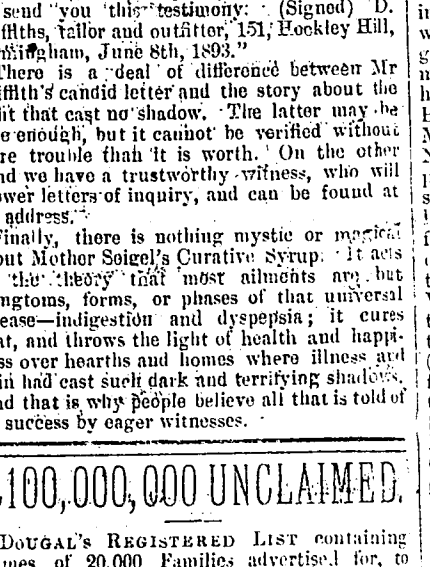 send "you this testimony: (Signed) D.
ffiths, tailor and outfitter, 151, Hockley Hill,
mingham, June 8th, 1893."
There is a deal of difference between Mr
ffith's candid letter and the story about the
it that cast no shadow. The latter may be
e enough, but it cannot be verified without
re trouble than it is worth. On the other
nd we have a trustworthy witness, who will
wer letters of inquiry, and can be found at
address."
Finally, there is nothing mystic or magical
out Mother Seigel's Curative Syrup. It acts
the theory that most ailments are but
mptoms, forms, or phases of that universal
ease—indigestion and dyspepsia; it cures
at, and throws the light of health and happi-
ss over hearths and homes where illness and
in had cast such dark and terrifying shadows.
nd that is why people believe all that is told of
success by eager witnesses.
100,000,000 UNCLAIMED.
DOUGAL'S REGISTERED LIST containing
mes of 20,000 Families advertised for, to